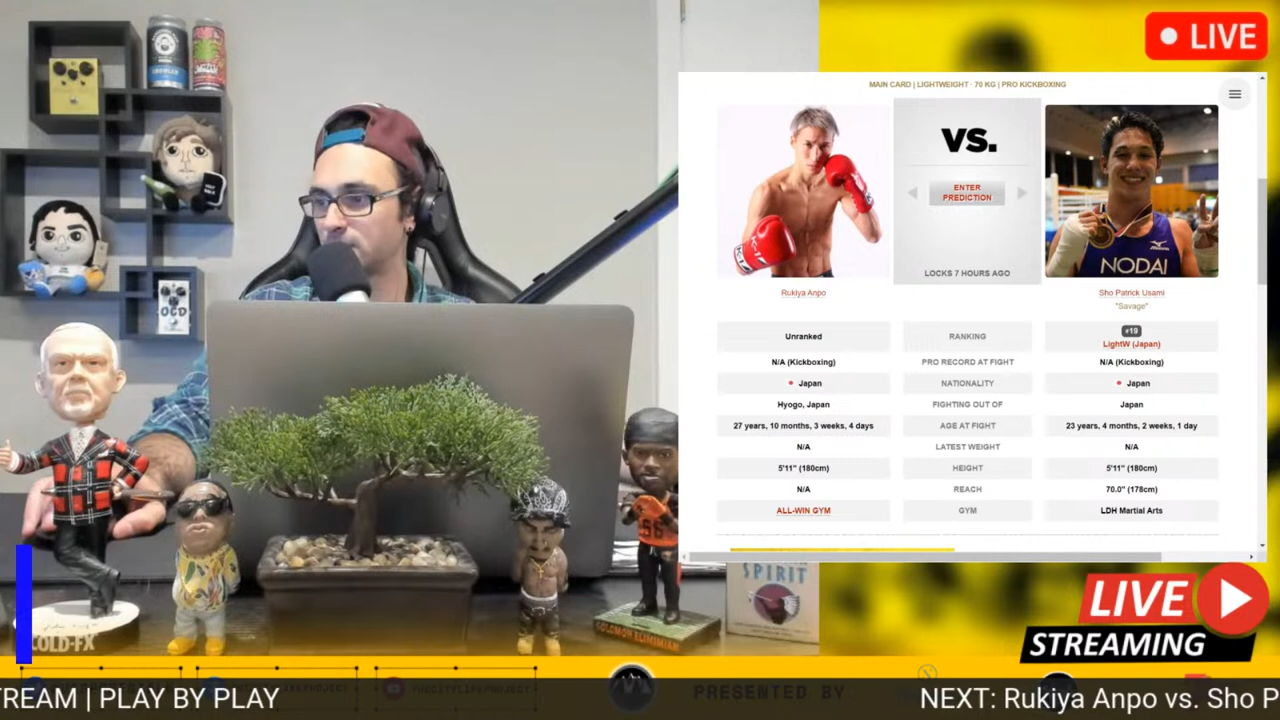 LIVE
MAIN CARD | LIGHTWEIGHT · 70 KG | PRO KICKBOXING
VS.
ENTER
PREDICTION
LOCKS 7 HOURS AGO
NODAI
Rukiya Anpo
Sho Patrick Usami
"Savage"
Unranked
RANKING
#19
LightW (Japan)
N/A (Kickboxing)
PRO RECORD AT FIGHT
N/A (Kickboxing)
Japan
NATIONALITY
Japan
Hyogo, Japan
FIGHTING OUT OF
Japan
27 years, 10 months, 3 weeks, 4 days
AGE AT FIGHT
23 years, 4 months, 2 weeks, 1 day
N/A
LATEST WEIGHT
N/A
5'11" (180cm)
HEIGHT
5'11" (180cm)
N/A
REACH
70.0" (178cm)
ALL-WIN GYM
GYM
LDH Martial Arts
OCD
SPIRIT
COLD-FX
SOLOMON ELIMIMIAN
LIVE
STREAMING
PRESENTED BY
TREAM | PLAY BY PLAY
NEXT: Rukiya Anpo vs. Sho P